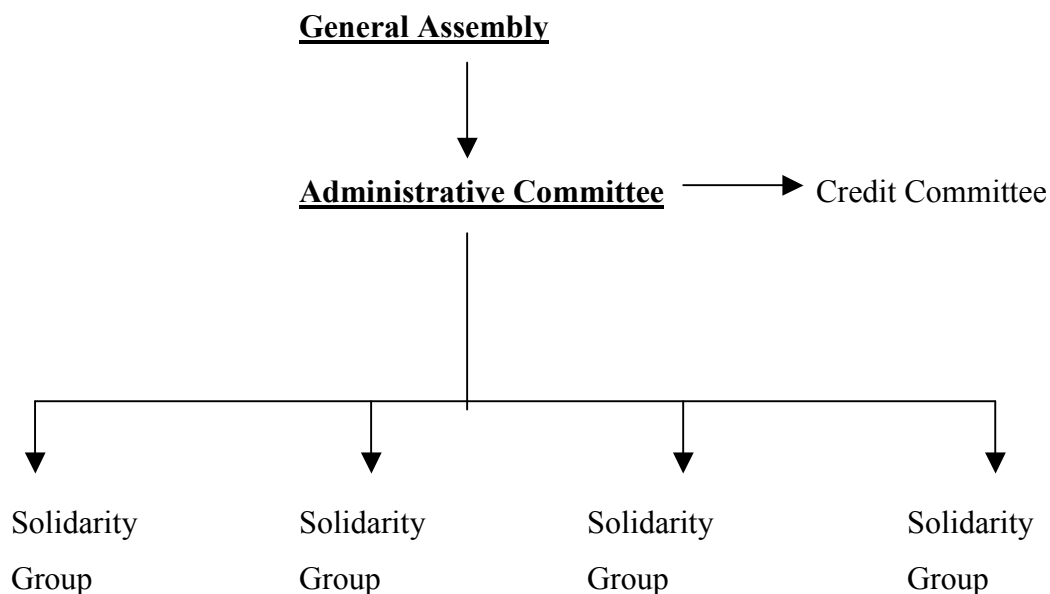 General Assembly
Administrative Committee
Credit Committee
Solidarity
Group
Solidarity
Group
Solidarity
Group
Solidarity
Group